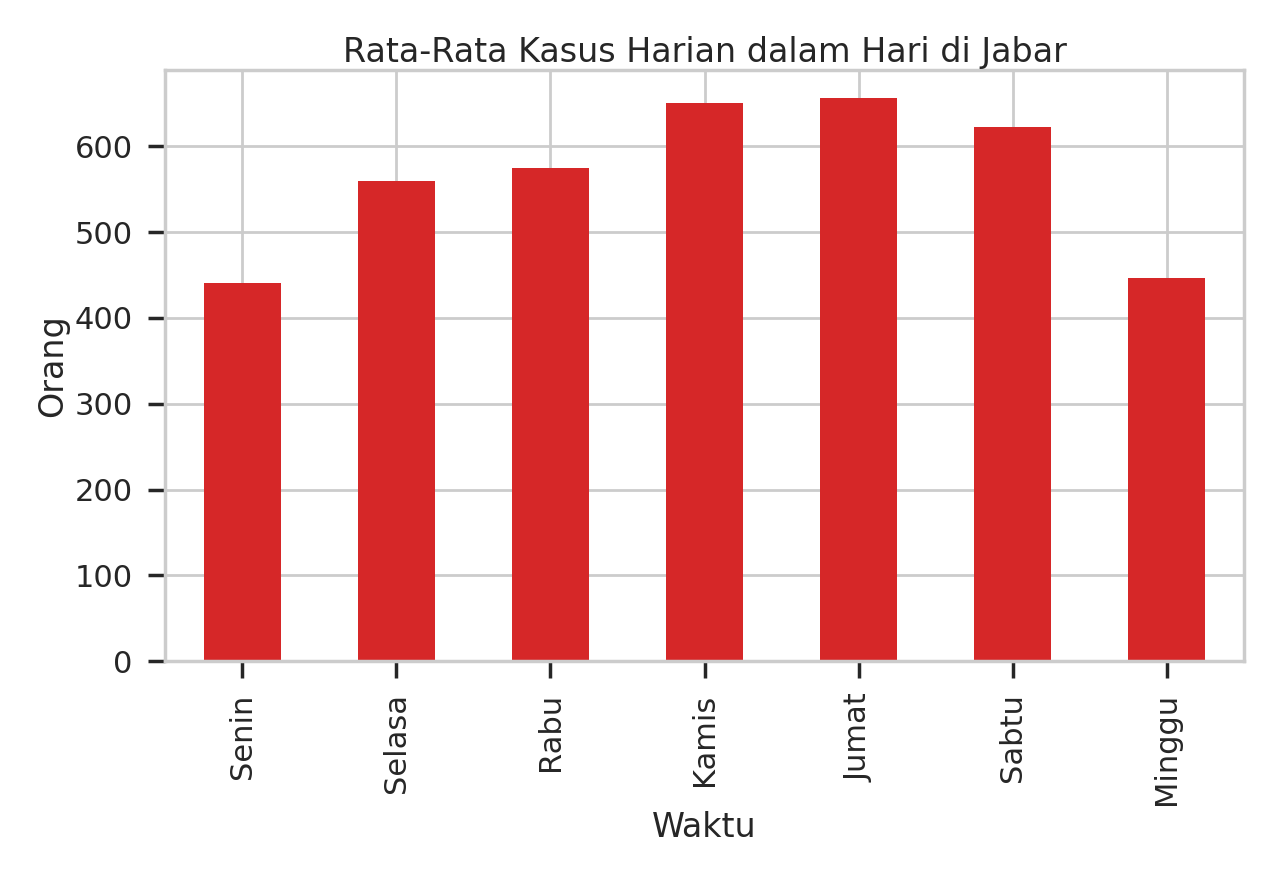 Rata-Rata Kasus Harian dalam Hari di Jabar
Orang
600
500
400
300
200
100
0
Senin
Selasa
Rabu
Kamis
Jumat
Sabtu
Minggu
Waktu